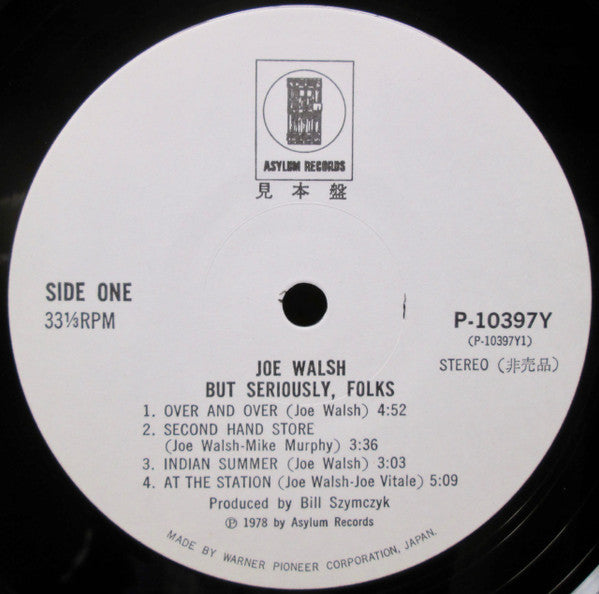 ASYLUM RECORDS
見本盤
SIDE ONE
33⅓RPM
P-10397Y
(P-10397Y1)
STEREO (非売品)
JOE WALSH
BUT SERIOUSLY, FOLKS
1. OVER AND OVER (Joe Walsh) 4:52
2. SECOND HAND STORE
(Joe Walsh-Mike Murphy) 3:36
3. INDIAN SUMMER (Joe Walsh) 3:03
4. AT THE STATION (Joe Walsh-Joe Vitale) 5:09
Produced by Bill Szymczyk
Ⓟ 1978 by Asylum Records
MADE BY WARNER PIONEER CORPORATION, JAPAN.